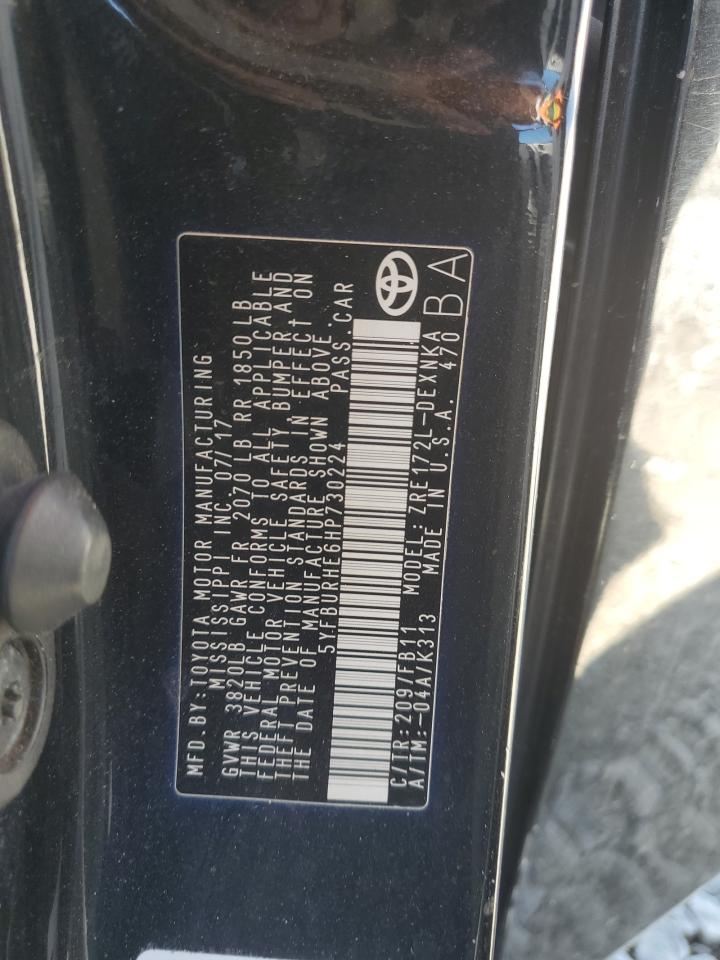 MFD.BY:TOYOTA MOTOR MANUFACTURING
MISSISSIPPI INC. 07/17
GVWR 3820LB GAWR FR 2070 LB RR 1850 LB
THIS VEHICLE CONFORMS TO ALL APPLICABLE
FEDERAL MOTOR VEHICLE SAFETY BUMPER AND
THEFT PREVENTION STANDARDS IN EFFECT ON
THE DATE OF MANUFACTURE SHOWN ABOVE.
5YFBURHE6HP730224 PASS.CAR
C/TR:209/FB11 MODEL:ZRE172L-DEXNKA
A/TM:-04A/K313 MADE IN U.S.A. 470 BA